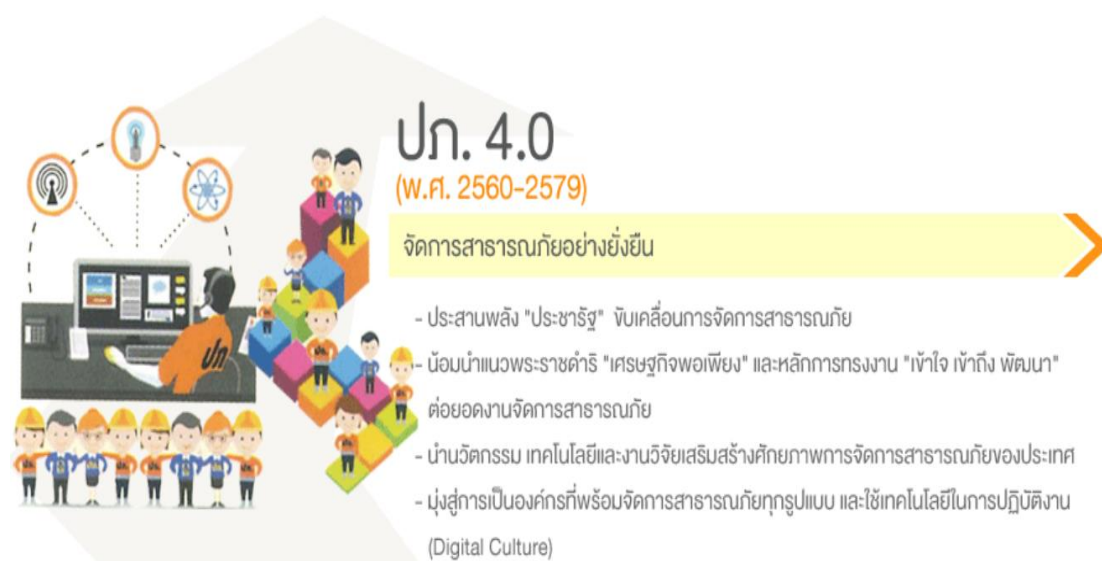 ปภ. 4.0
(พ.ศ. 2560-2579)
จัดการสาธารณภัยอย่างยั่งยืน
- ประสานพลัง "ประชารัฐ" ขับเคลื่อนการจัดการสาธารณภัย
- น้อมนำแนวพระราชดำริ "เศรษฐกิจพอเพียง" และหลักการทรงงาน "เข้าใจ เข้าถึง พัฒนา"
ต่อยอดงานจัดการสาธารณภัย
- นำนวัตกรรม เทคโนโลยีและงานวิจัยเสริมสร้างศักยภาพการจัดการสาธารณภัยของประเทศ
- มุ่งสู่การเป็นองค์กรที่พร้อมจัดการสาธารณภัยทุกรูปแบบ และใช้เทคโนโลยีในการปฏิบัติงาน
(Digital Culture)
ปภ